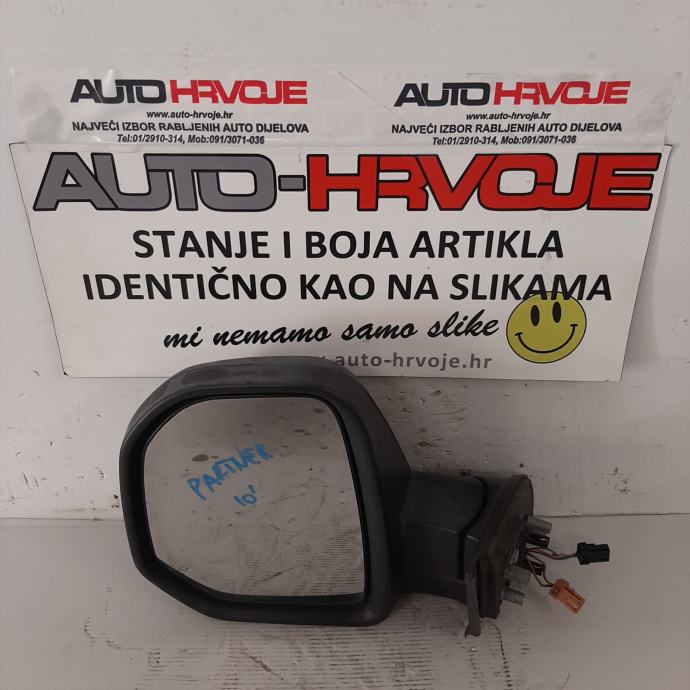 AUTO HRVOJE
www.auto-hrvoje.hr
NAJVEĆI IZBOR RABLJENIH AUTO DIJELOVA
Tel:01/2910-314, Mob:091/3071-036
AUTO HRVOJE
www.auto-hrvoje.hr
NAJVEĆI IZBOR RABLJENIH AUTO DIJELOVA
Tel:01/2910-314, Mob:091/3071-036
AUTO-HRVOJE
STANJE I BOJA ARTIKLA
IDENTIČNO KAO NA SLIKAMA
mi nemamo samo slike
.auto-hrvoje.hr
PARTNER
10'